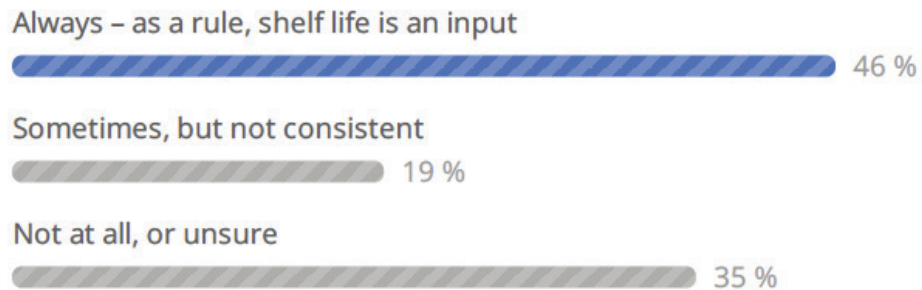 Always – as a rule, shelf life is an input
46 %
Sometimes, but not consistent
19 %
Not at all, or unsure
35 %